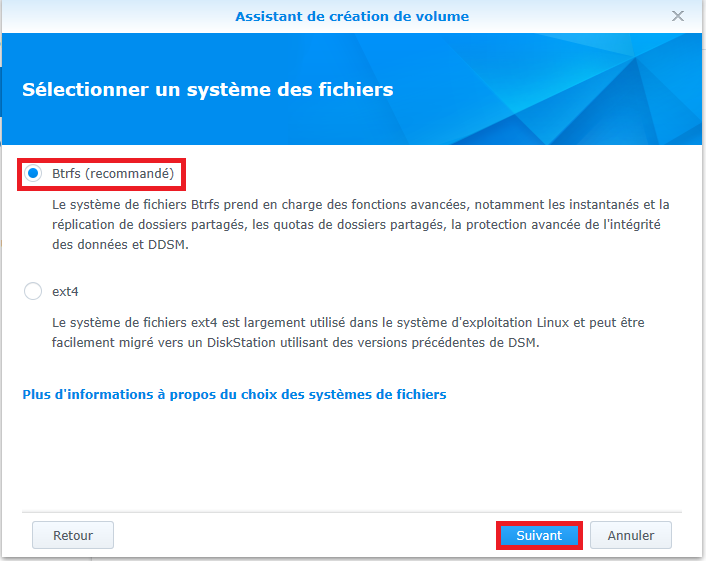 Assistant de création de volume
Sélectionner un système des fichiers
Btrfs (recommandé)
Le système de fichiers Btrfs prend en charge des fonctions avancées, notamment les instantanés et la
réplication de dossiers partagés, les quotas de dossiers partagés, la protection avancée de l'intégrité
des données et DDSM.
ext4
Le système de fichiers ext4 est largement utilisé dans le système d'exploitation Linux et peut être
facilement migré vers un DiskStation utilisant des versions précédentes de DSM.
Plus d'informations à propos du choix des systèmes de fichiers
Retour
Suivant
Annuler